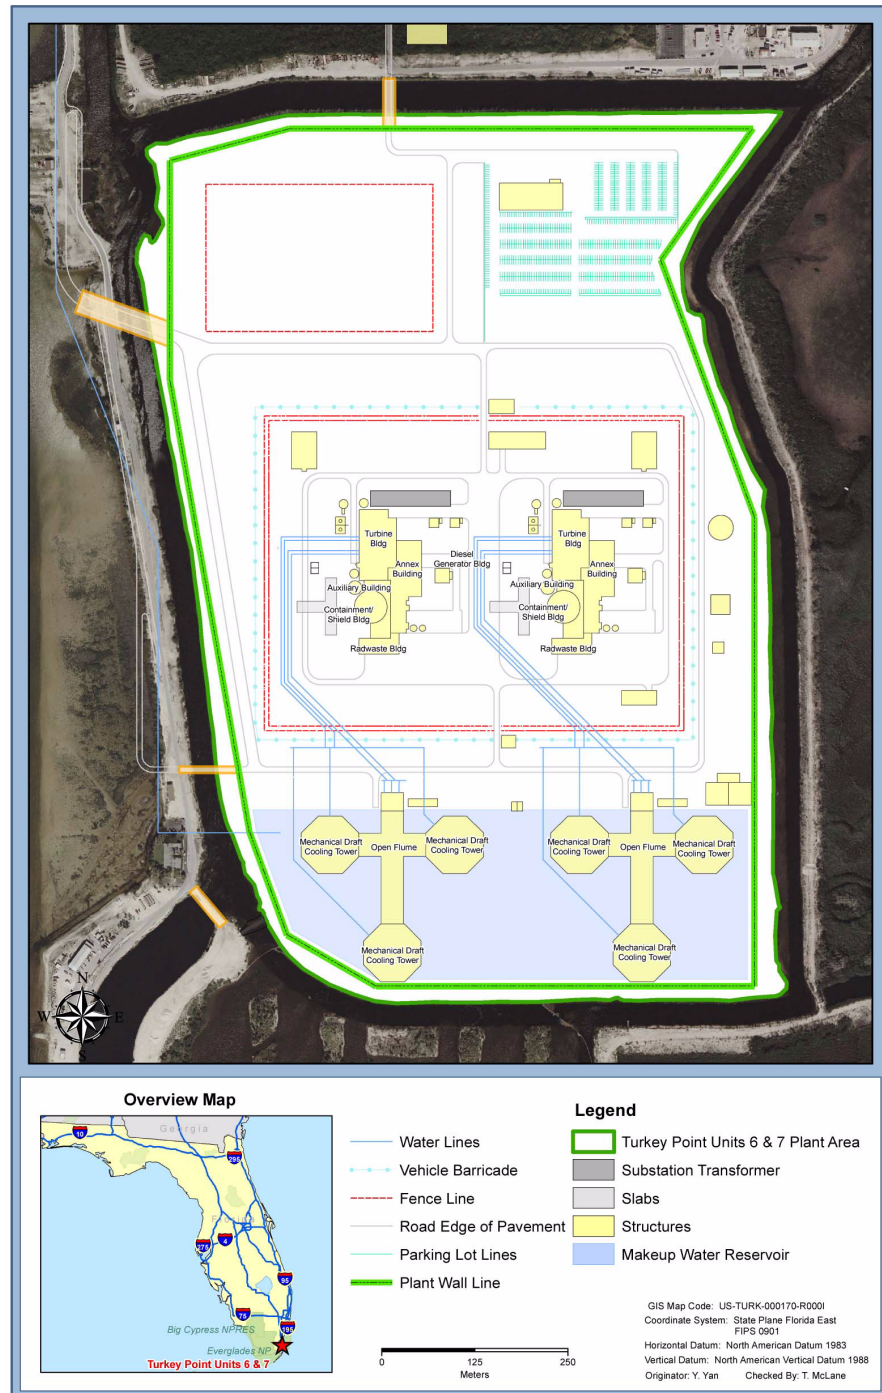 Turbine
Bldg
Annex
Building
Diesel
Generator Bldg
Turbine
Bldg
Annex
Building
Auxiliary Building
Containment/
Shield Bldg
Radwaste Bldg
Auxiliary Building
Containment/
Shield Bldg
Radwaste Bldg
Mechanical Draft
Cooling Tower
Open Flume
Mechanical Draft
Cooling Tower
Mechanical Draft
Cooling Tower
Open Flume
Mechanical Draft
Cooling Tower
Mechanical Draft
Cooling Tower
Mechanical Draft
Cooling Tower
N
W E
S
Overview Map
Georgia
10
295
Florida
275
4
95
75
195
Big Cypress NPRES
Everglades NP
Turkey Point Units 6 & 7
Legend
Water Lines
Vehicle Barricade
Fence Line
Road Edge of Pavement
Parking Lot Lines
Plant Wall Line
Turkey Point Units 6 & 7 Plant Area
Substation Transformer
Slabs
Structures
Makeup Water Reservoir
0 125 250
Meters
GIS Map Code: US-TURK-000170-R000I
Coordinate System: State Plane Florida East
FIPS 0901
Horizontal Datum: North American Datum 1983
Vertical Datum: North American Vertical Datum 1988
Originator: Y. Yan Checked By: T. McLane